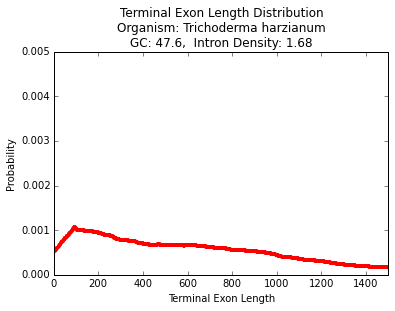 Terminal Exon Length Distribution
Organism: Trichoderma harzianum
GC: 47.6,  Intron Density: 1.68
0.005
0.004
0.003
0.002
0.001
0.000
Probability
0 200 400 600 800 1000 1200 1400
Terminal Exon Length